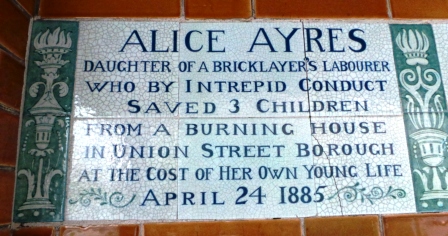 ALICE AYRES
DAUGHTER OF A BRICKLAYER'S LABOURER
WHO BY INTREPID CONDUCT
SAVED 3 CHILDREN
FROM A BURNING HOUSE
IN UNION STREET BOROUGH
AT THE COST OF HER OWN YOUNG LIFE
APRIL 24 1885